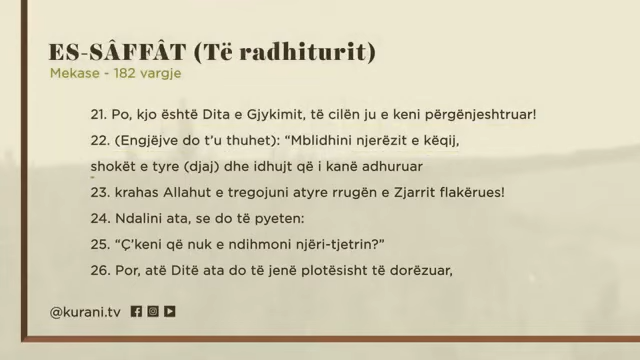 ES-SÂFFÂT (Të radhiturit)
Mekase - 182 vargje
21. Po, kjo është Dita e Gjykimit, të cilën ju e keni përgënjeshtruar!
22. (Engjëjve do t’u thuhet): “Mblidhini njerëzit e këqij,
shokët e tyre (djaj) dhe idhujt që i kanë adhuruar
23. krahas Allahut e tregojuni atyre rrugën e Zjarrit flakërues!
24. Ndalini ata, se do të pyeten:
25. “Ç’keni që nuk e ndihmoni njëri-tjetrin?”
26. Por, atë Ditë ata do të jenë plotësisht të dorëzuar,
@kurani.tv